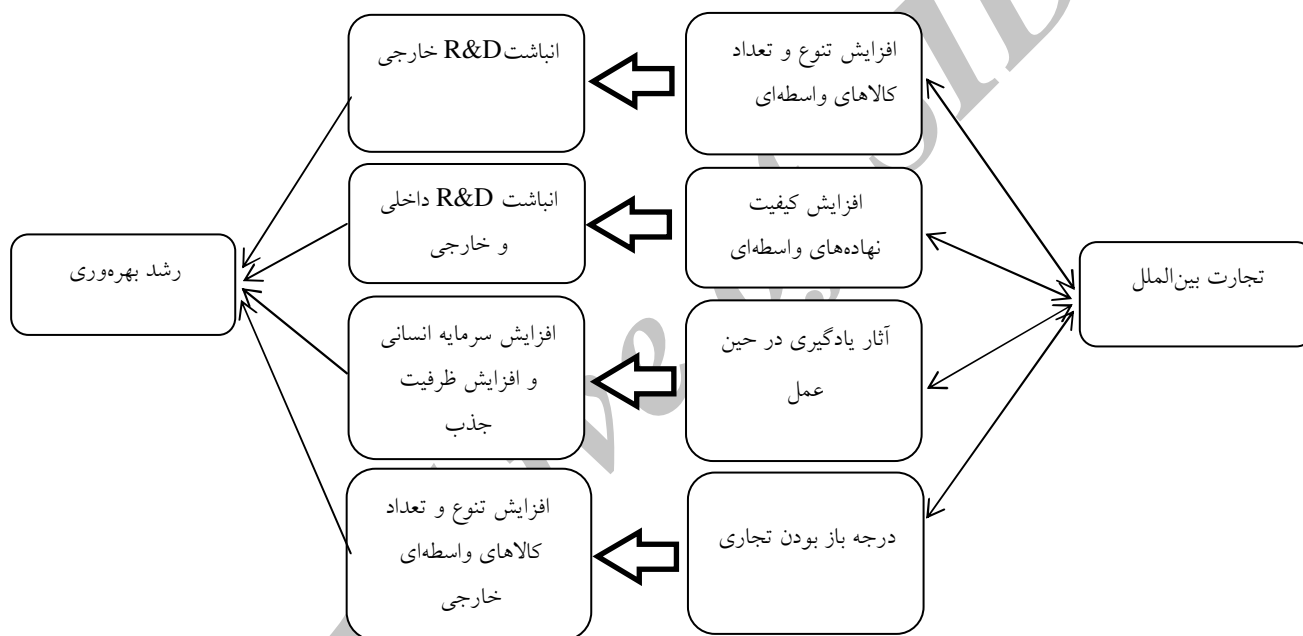 تجارت بین‌الملل
افزایش تنوع و تعداد
کالاهای واسطه‌ای
انباشت R&D خارجی
افزایش کیفیت
نهاده‌های واسطه‌ای
انباشت R&D داخلی
و خارجی
آثار یادگیری در حین
عمل
افزایش سرمایه انسانی
و افزایش ظرفیت
جذب
درجه باز بودن تجاری
افزایش تنوع و تعداد
کالاهای واسطه‌ای
خارجی
رشد بهره‌وری